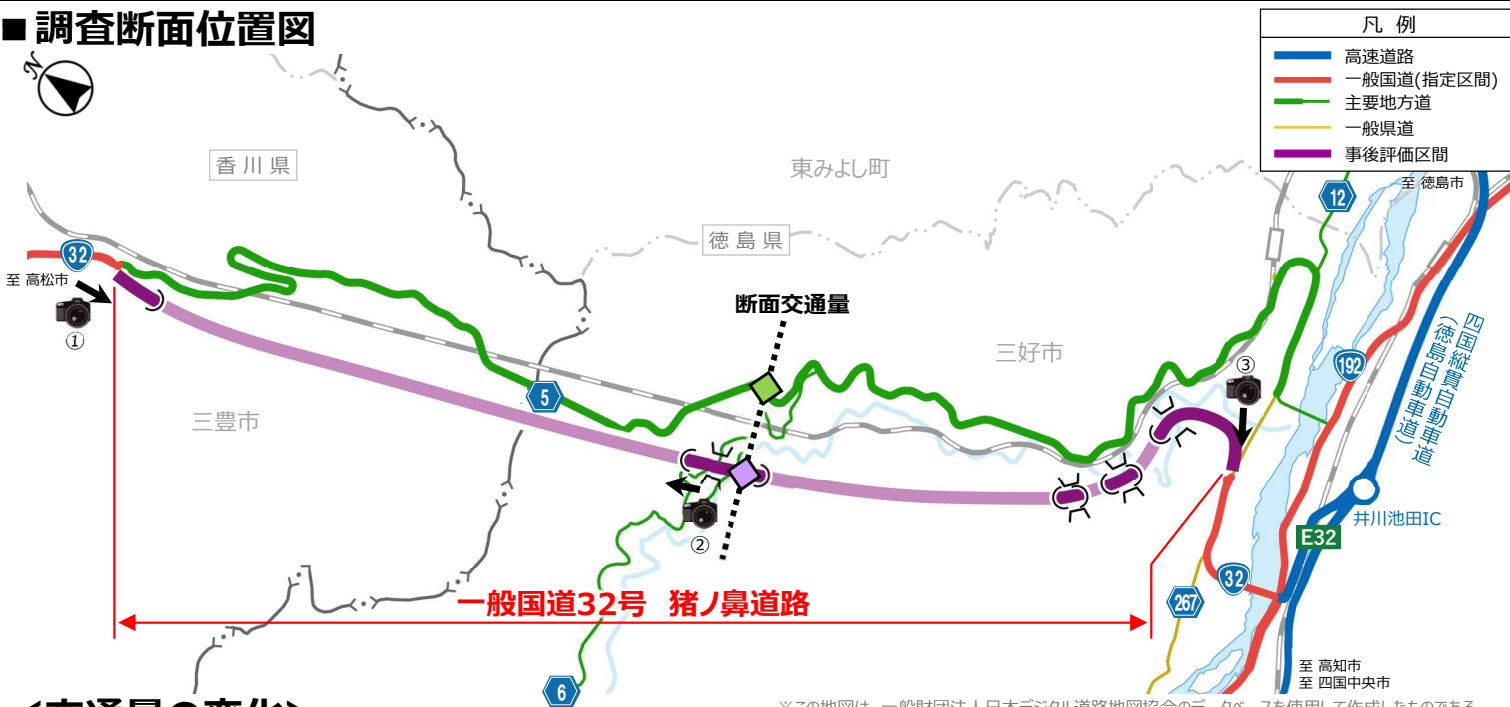 ■調査断面位置図
N
凡 例
高速道路
一般国道(指定区間)
主要地方道
一般県道
事後評価区間
香川県
東みよし町
徳島県
至 徳島市
12
32
至 高松市
①
断面交通量
三好市
③
192
四国縦貫自動車道
(徳島自動車道)
5
三豊市
②
井川池田IC
E32
32
267
一般国道32号 猪ノ鼻道路
6
至 高知市
至 四国中央市